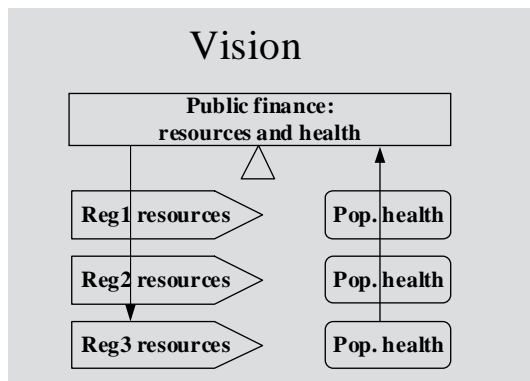 Vision
Public finance:
resources and health
Reg1 resources
Pop. health
Reg2 resources
Pop. health
Reg3 resources
Pop. health